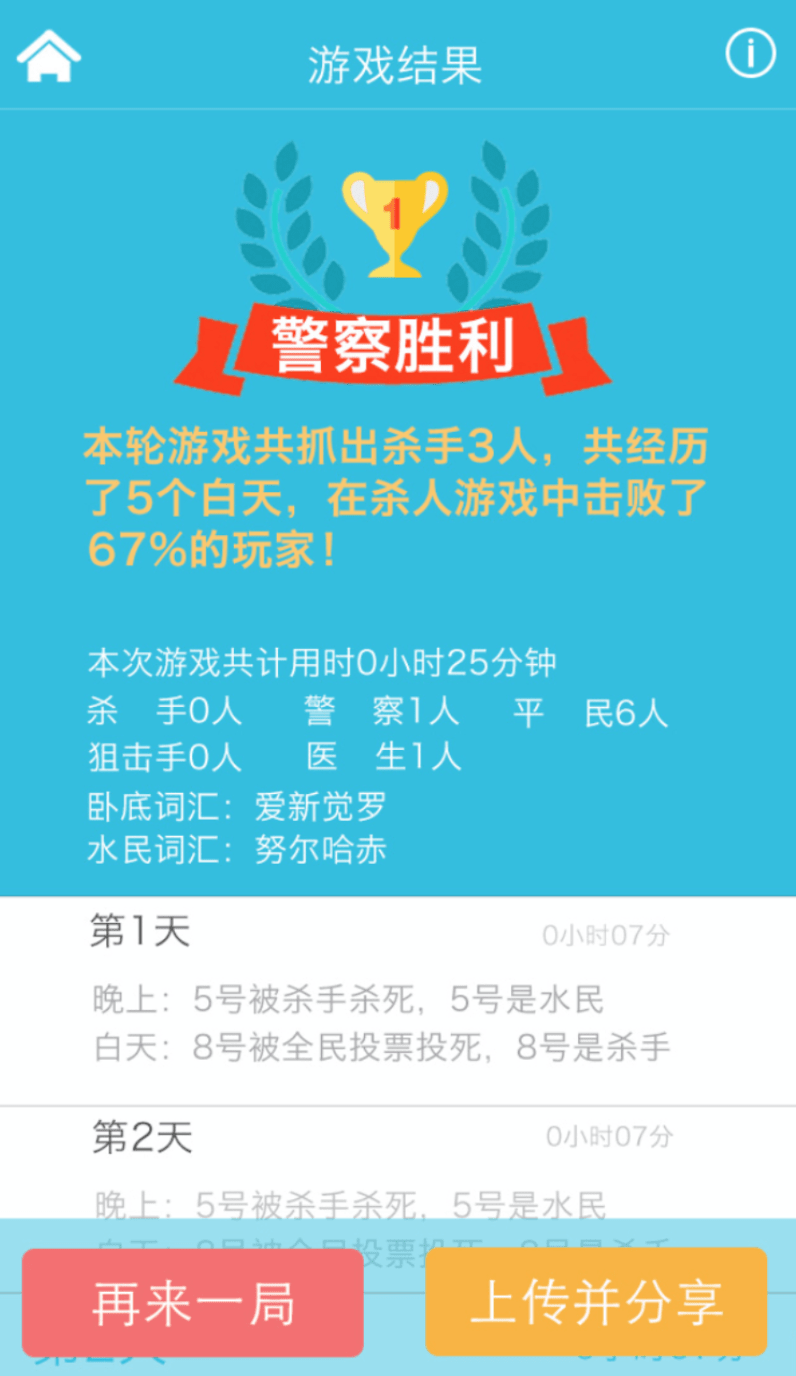 游戏结果
1
警察胜利
本轮游戏共抓出杀手3人，共经历
了5个白天，在杀人游戏中击败了
67%的玩家！
本次游戏共计用时0小时25分钟
杀 手0人 警 察1人 平 民6人
狙击手0人 医 生1人
卧底词汇：爱新觉罗
水民词汇：努尔哈赤
第1天 0小时07分
晚上：5号被杀手杀死，5号是水民
白天：8号被全民投票投死，8号是杀手
第2天 0小时07分
晚上：5号被杀手杀死，5号是水民
再来一局 上传并分享